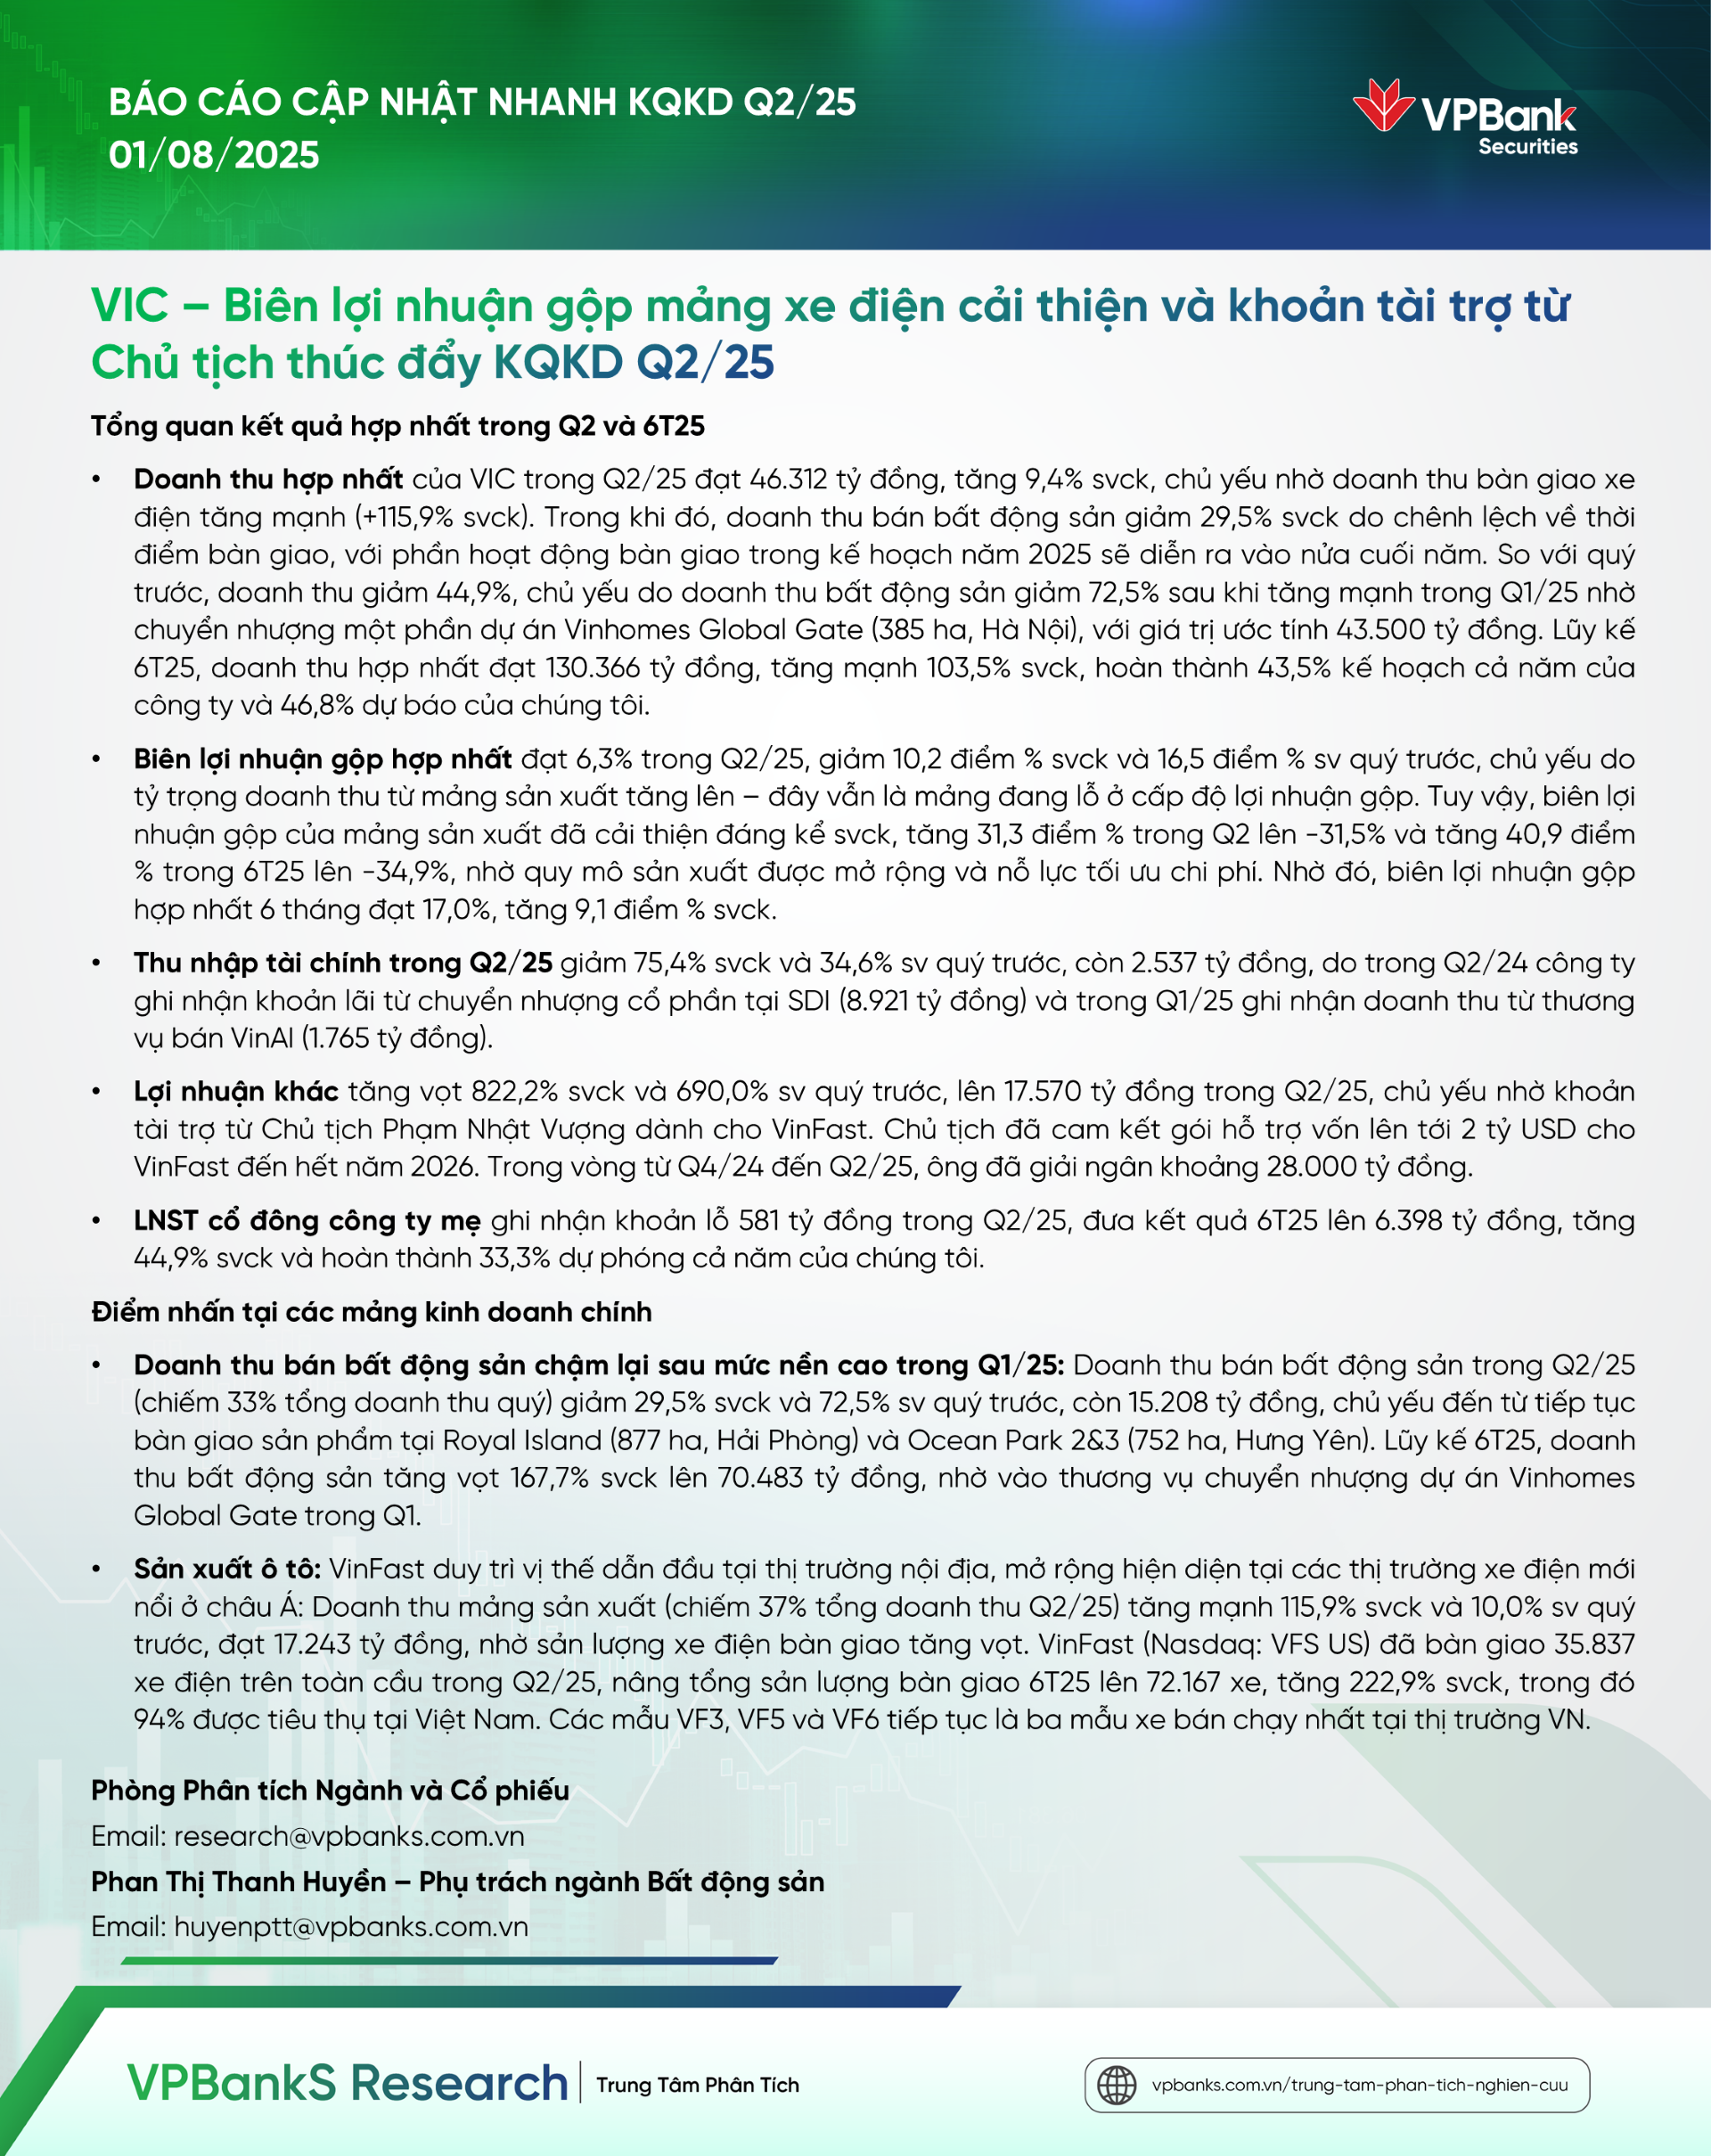 BÁO CÁO CẬP NHẬT NHANH KQKD Q2/25
01/08/2025
VPBank
Securities
VIC – Biên lợi nhuận gộp mảng xe điện cải thiện và khoản tài trợ từ
Chủ tịch thúc đẩy KQKD Q2/25
Tổng quan kết quả hợp nhất trong Q2 và 6T25
• Doanh thu hợp nhất của VIC trong Q2/25 đạt 46.312 tỷ đồng, tăng 9,4% svck, chủ yếu nhờ doanh thu bàn giao xe
điện tăng mạnh (+115,9% svck). Trong khi đó, doanh thu bán bất động sản giảm 29,5% svck do chênh lệch về thời
điểm bàn giao, với phần hoạt động bàn giao trong kế hoạch năm 2025 sẽ diễn ra vào nửa cuối năm. So với quý
trước, doanh thu giảm 44,9%, chủ yếu do doanh thu bất động sản giảm 72,5% sau khi tăng mạnh trong Q1/25 nhờ
chuyển nhượng một phần dự án Vinhomes Global Gate (385 ha, Hà Nội), với giá trị ước tính 43.500 tỷ đồng. Lũy kế
6T25, doanh thu hợp nhất đạt 130.366 tỷ đồng, tăng mạnh 103,5% svck, hoàn thành 43,5% kế hoạch cả năm của
công ty và 46,8% dự báo của chúng tôi.
• Biên lợi nhuận gộp hợp nhất đạt 6,3% trong Q2/25, giảm 10,2 điểm % svck và 16,5 điểm % sv quý trước, chủ yếu do
tỷ trọng doanh thu từ mảng sản xuất tăng lên – đây vẫn là mảng đang lỗ ở cấp độ lợi nhuận gộp. Tuy vậy, biên lợi
nhuận gộp của mảng sản xuất đã cải thiện đáng kể svck, tăng 31,3 điểm % trong Q2 lên -31,5% và tăng 40,9 điểm
% trong 6T25 lên -34,9%, nhờ quy mô sản xuất được mở rộng và nỗ lực tối ưu chi phí. Nhờ đó, biên lợi nhuận gộp
hợp nhất 6 tháng đạt 17,0%, tăng 9,1 điểm % svck.
• Thu nhập tài chính trong Q2/25 giảm 75,4% svck và 34,6% sv quý trước, còn 2.537 tỷ đồng, do trong Q2/24 công ty
ghi nhận khoản lãi từ chuyển nhượng cổ phần tại SDI (8.921 tỷ đồng) và trong Q1/25 ghi nhận doanh thu từ thương
vụ bán VinAI (1.765 tỷ đồng).
• Lợi nhuận khác tăng vọt 822,2% svck và 690,0% sv quý trước, lên 17.570 tỷ đồng trong Q2/25, chủ yếu nhờ khoản
tài trợ từ Chủ tịch Phạm Nhật Vượng dành cho VinFast. Chủ tịch đã cam kết gói hỗ trợ vốn lên tới 2 tỷ USD cho
VinFast đến hết năm 2026. Trong vòng từ Q4/24 đến Q2/25, ông đã giải ngân khoảng 28.000 tỷ đồng.
• LNST cổ đông công ty mẹ ghi nhận khoản lỗ 581 tỷ đồng trong Q2/25, đưa kết quả 6T25 lên 6.398 tỷ đồng, tăng
44,9% svck và hoàn thành 33,3% dự phóng cả năm của chúng tôi.
Điểm nhấn tại các mảng kinh doanh chính
• Doanh thu bán bất động sản chậm lại sau mức nền cao trong Q1/25: Doanh thu bán bất động sản trong Q2/25
(chiếm 33% tổng doanh thu quý) giảm 29,5% svck và 72,5% sv quý trước, còn 15.208 tỷ đồng, chủ yếu đến từ tiếp tục
bàn giao sản phẩm tại Royal Island (877 ha, Hải Phòng) và Ocean Park 2&3 (752 ha, Hưng Yên). Lũy kế 6T25, doanh
thu bất động sản tăng vọt 167,7% svck lên 70.483 tỷ đồng, nhờ vào thương vụ chuyển nhượng dự án Vinhomes
Global Gate trong Q1.
• Sản xuất ô tô: VinFast duy trì vị thế dẫn đầu tại thị trường nội địa, mở rộng hiện diện tại các thị trường xe điện mới
nổi ở châu Á: Doanh thu mảng sản xuất (chiếm 37% tổng doanh thu Q2/25) tăng mạnh 115,9% svck và 10,0% sv quý
trước, đạt 17.243 tỷ đồng, nhờ sản lượng xe điện bàn giao tăng vọt. VinFast (Nasdaq: VFS US) đã bàn giao 35.837
xe điện trên toàn cầu trong Q2/25, nâng tổng sản lượng bàn giao 6T25 lên 72.167 xe, tăng 222,9% svck, trong đó
94% được tiêu thụ tại Việt Nam. Các mẫu VF3, VF5 và VF6 tiếp tục là ba mẫu xe bán chạy nhất tại thị trường VN.
Phòng Phân tích Ngành và Cổ phiếu
Email: research@vpbanks.com.vn
Phan Thị Thanh Huyền – Phụ trách ngành Bất động sản
Email: huyenptt@vpbanks.com.vn
VPBankS Research | Trung Tâm Phân Tích
vpbanks.com.vn/trung-tam-phan-tich-nghien-cuu